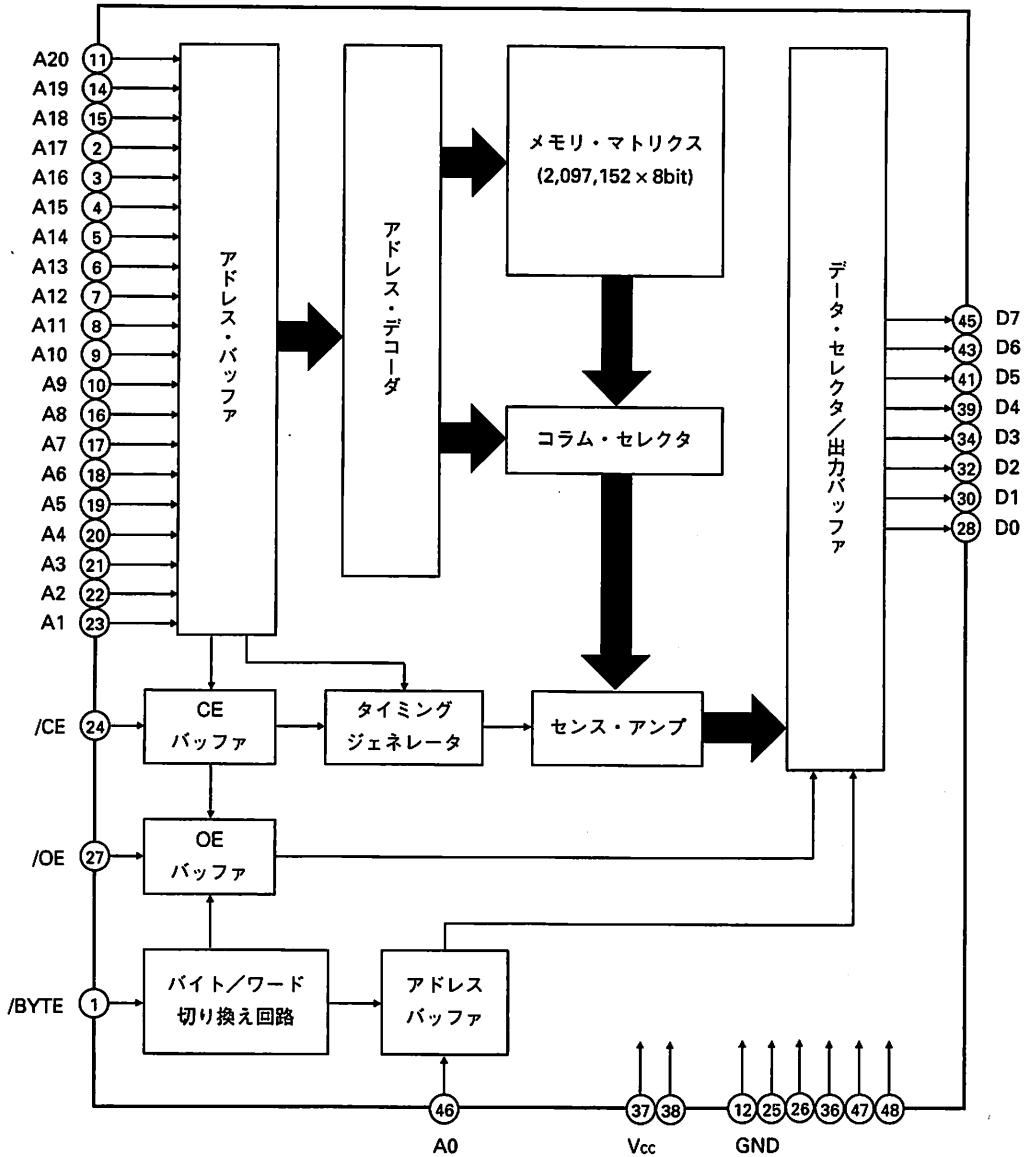 A20 11
A19 14
A18 15
A17 2
A16 3
A15 4
A14 5
A13 6
A12 7
A11 8
A10 9
A9 10
A8 16
A7 17
A6 18
A5 19
A4 20
A3 21
A2 22
A1 23
アドレス・バッファ
アドレス・デコーダ
メモリ・マトリクス
(2,097,152 × 8bit)
コラム・セレクタ
データ・セレクタ/出力バッファ
45 D7
43 D6
41 D5
39 D4
34 D3
32 D2
30 D1
28 D0
/CE 24
CE
バッファ
タイミング
ジェネレータ
センス・アンプ
/OE 27
OE
バッファ
/BYTE 1
バイト/ワード
切り換え回路
アドレス
バッファ
46
A0
37 38
Vcc
12 25 26 36 47 48
GND